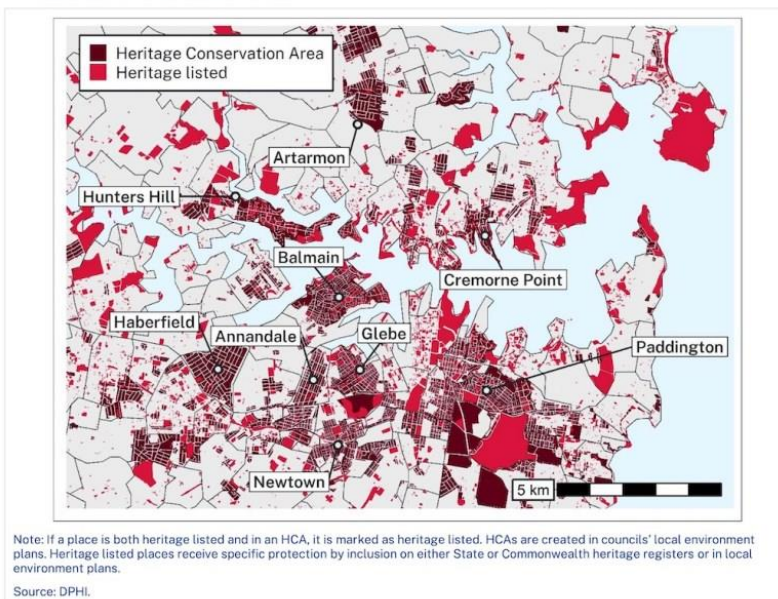 Heritage Conservation Area
Heritage listed
Artarmon
Hunters Hill
Balmain
Cremorne Point
Haberfield
Annandale
Glebe
Paddington
Newtown
5 km
Note: If a place is both heritage listed and in an HCA, it is marked as heritage listed. HCAs are created in councils' local environment
plans. Heritage listed places receive specific protection by inclusion on either State or Commonwealth heritage registers or in local
environment plans.
Source: DPHI.